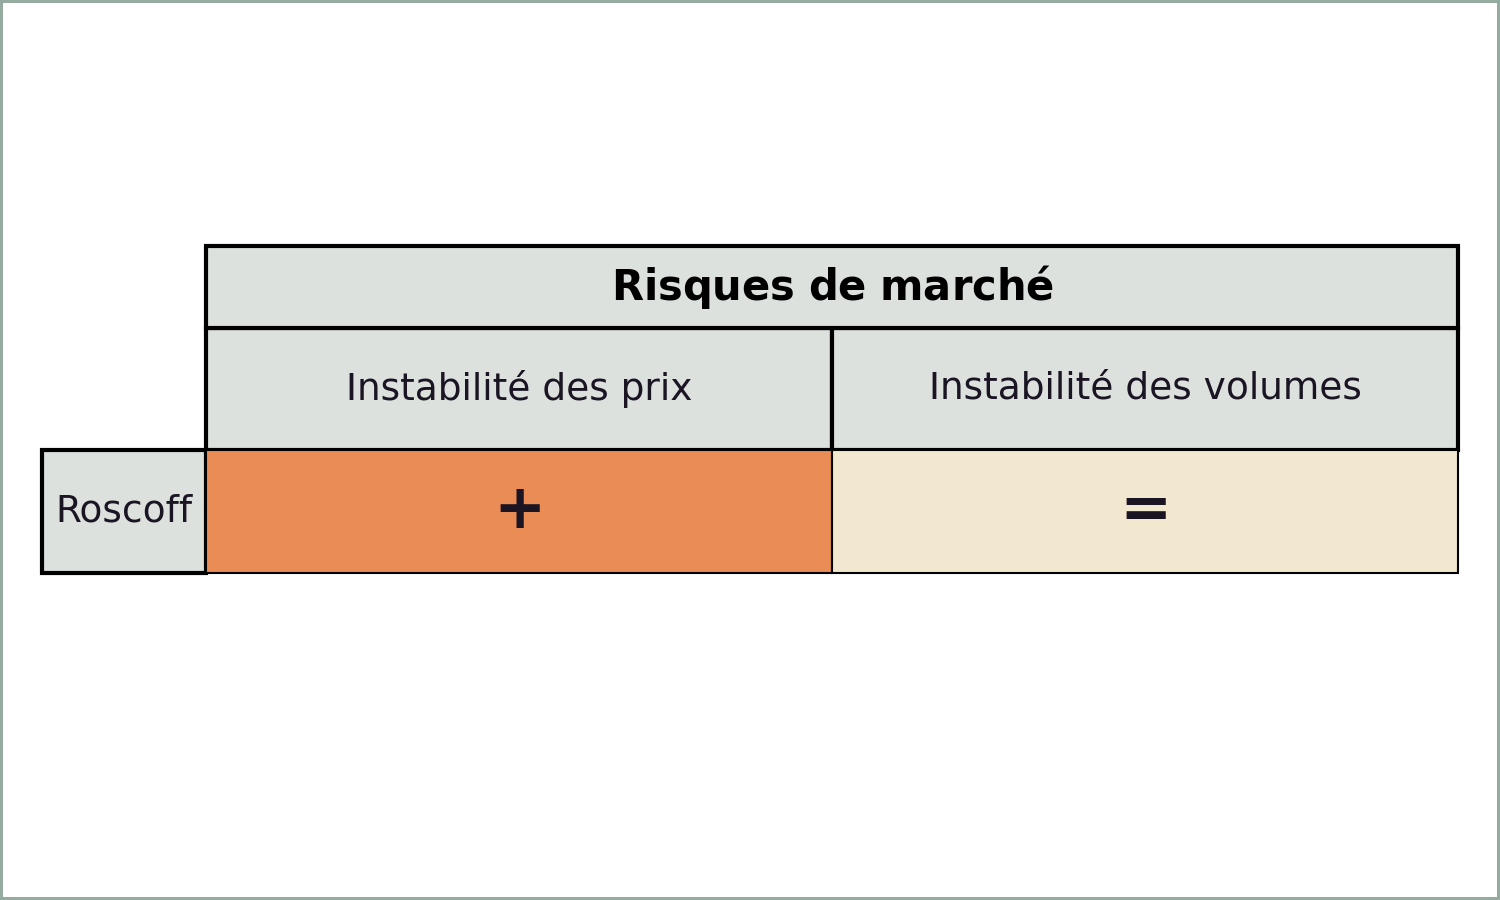 Risques de marché
Instabilité des prix
Instabilité des volumes
Roscoff
+
=